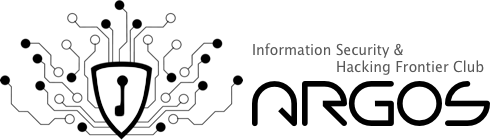 Information Security &
Hacking Frontier Club
ARGOS